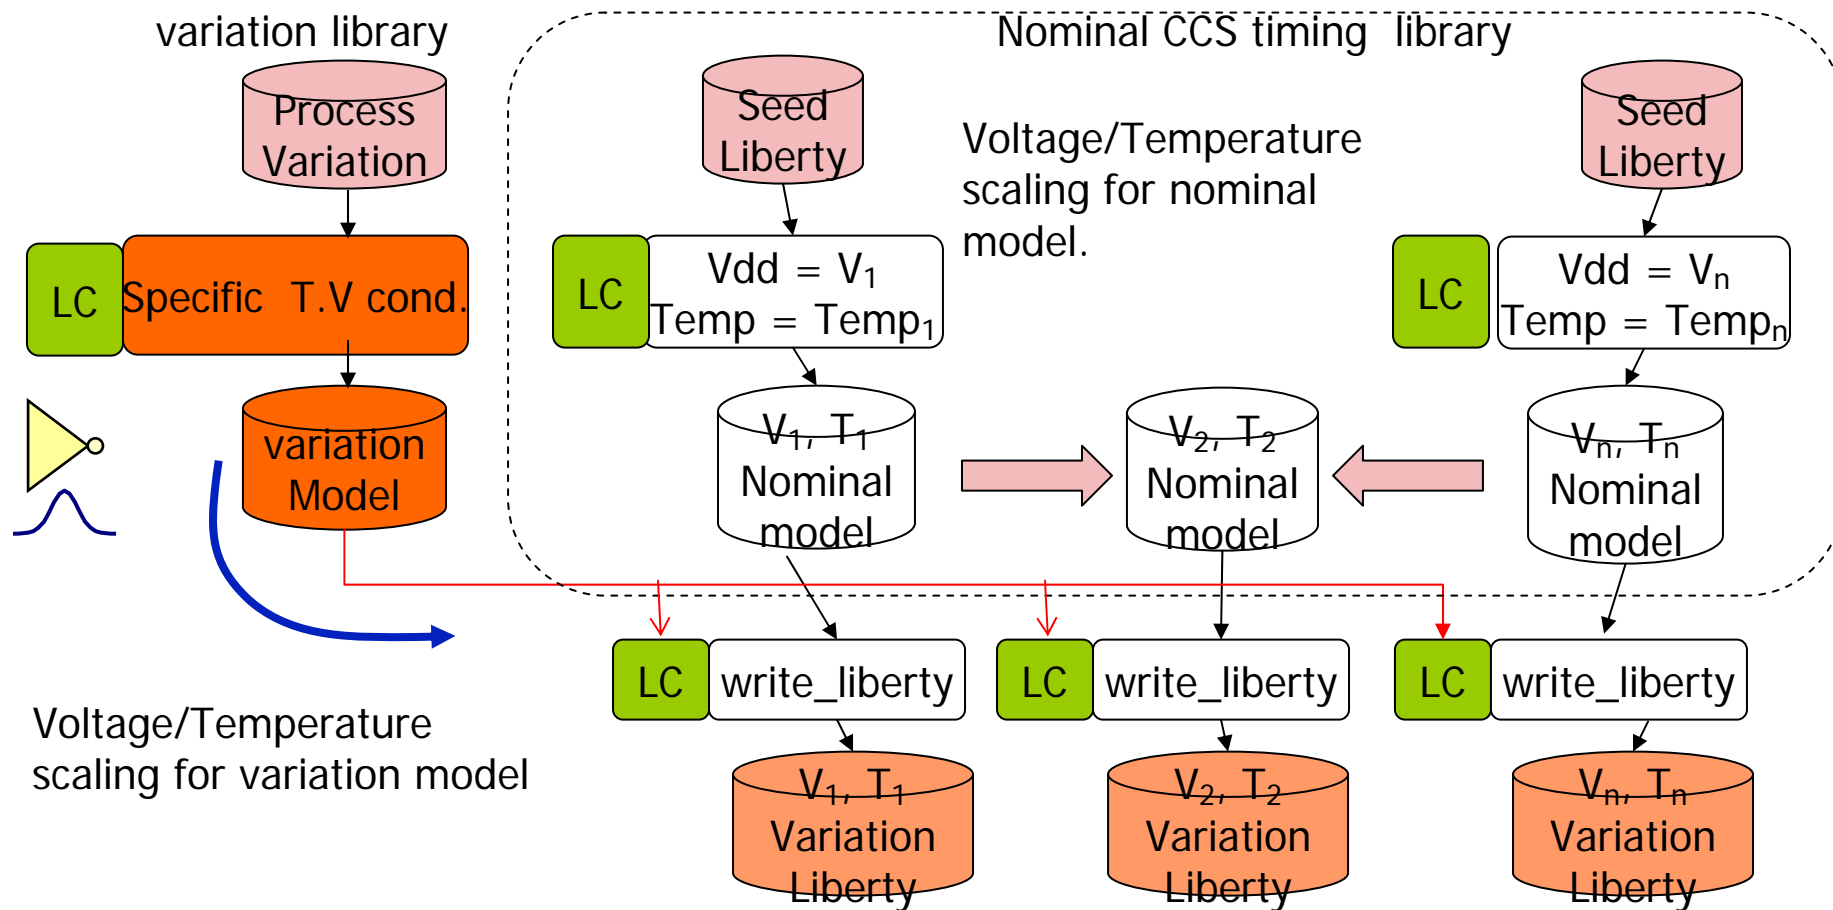 variation library
Nominal CCS timing library
Process
Variation
Seed
Liberty
Voltage/Temperature
scaling for nominal
model.
Seed
Liberty
LC
Specific T.V cond.
LC
Vdd = V₁
Temp = Temp₁
LC
Vdd = Vₙ
Temp = Tempₙ
variation
Model
V₁, T₁
Nominal
model
V₂, T₂
Nominal
model
Vₙ, Tₙ
Nominal
model
LC
write_liberty
LC
write_liberty
LC
write_liberty
Voltage/Temperature
scaling for variation model
V₁, T₁
Variation
Liberty
V₂, T₂
Variation
Liberty
Vₙ, Tₙ
Variation
Liberty